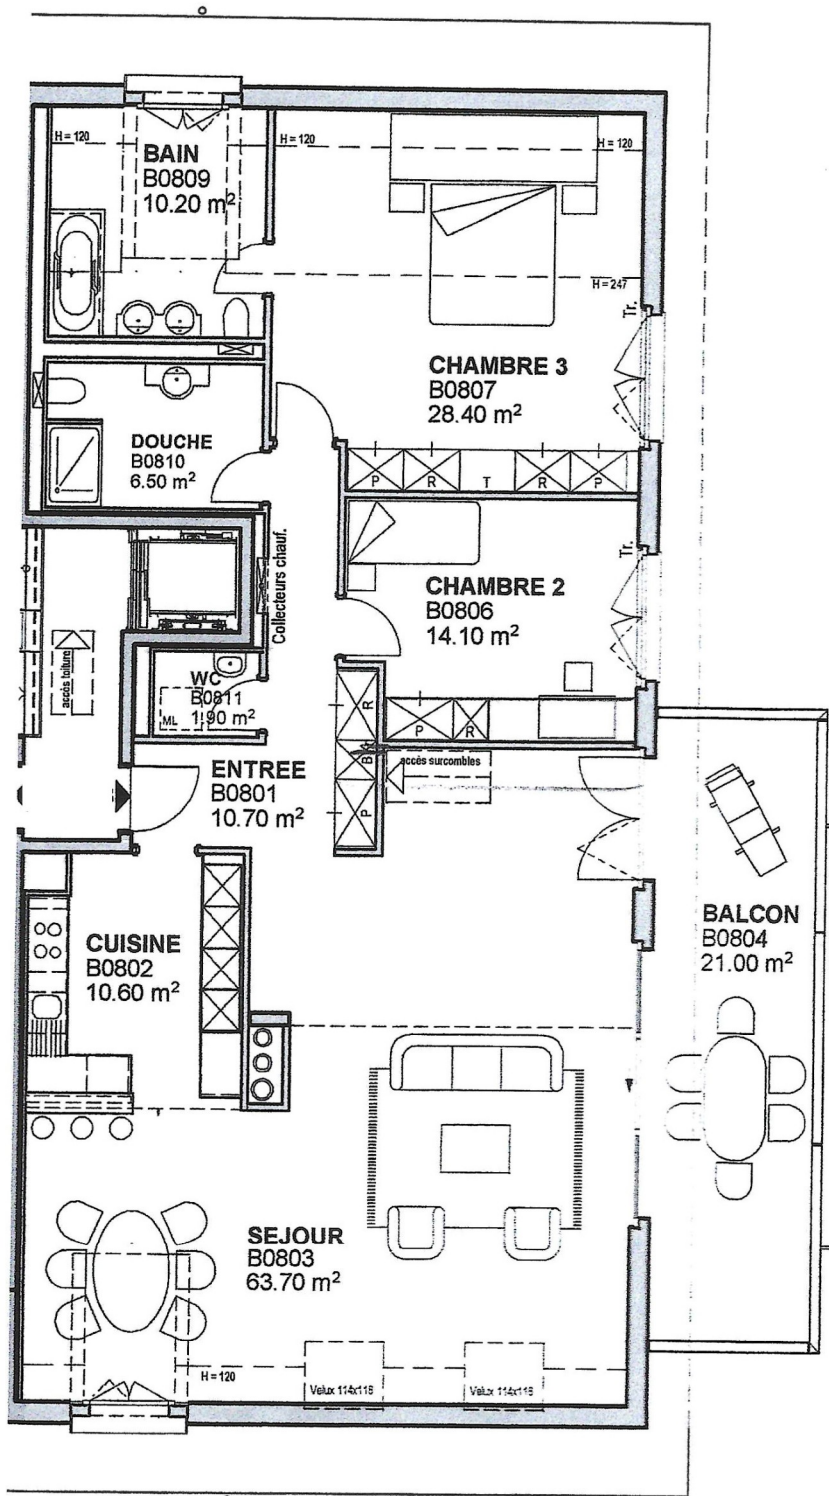 H = 120
H = 120
H = 120
BAIN
B0809
10.20 m²
H = 247
Tr.
CHAMBRE 3
B0807
28.40 m²
DOUCHE
B0810
6.50 m²
P
R
T
R
P
Collecteurs chauf.
Tr.
CHAMBRE 2
B0806
14.10 m²
accès toiture
WC
B0811
1.90 m²
ML
R
B
P
P
R
accès surcombles
ENTREE
B0801
10.70 m²
CUISINE
B0802
10.60 m²
BALCON
B0804
21.00 m²
SEJOUR
B0803
63.70 m²
H = 120
Velux 114x118
Velux 114x118